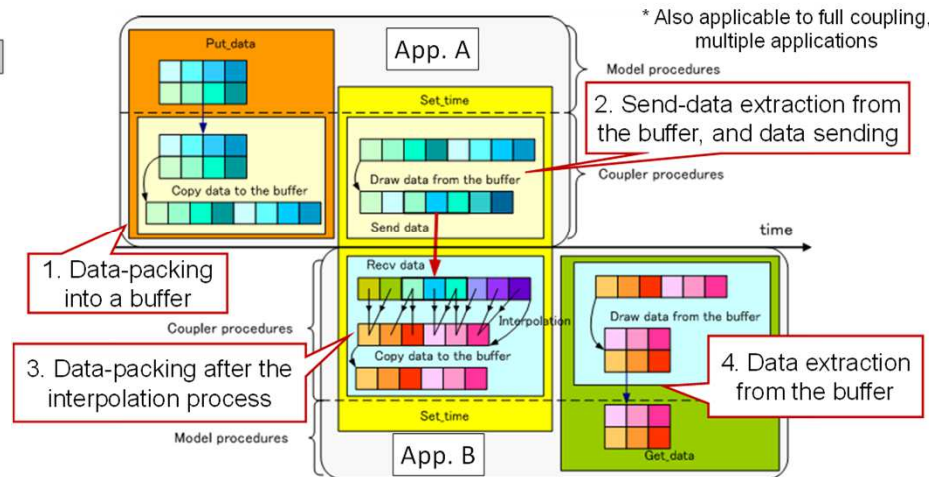 * Also applicable to full coupling,
multiple applications
Put_data
App. A
Model procedures
Set_time
2. Send-data extraction from
the buffer, and data sending
Copy data to the buffer
Draw data from the buffer
Coupler procedures
Send data
time
1. Data-packing
into a buffer
Recv data
Interpolation
Draw data from the buffer
Coupler procedures
Copy data to the buffer
3. Data-packing after the
interpolation process
4. Data extraction
from the buffer
Set_time
Model procedures
App. B
Get_data